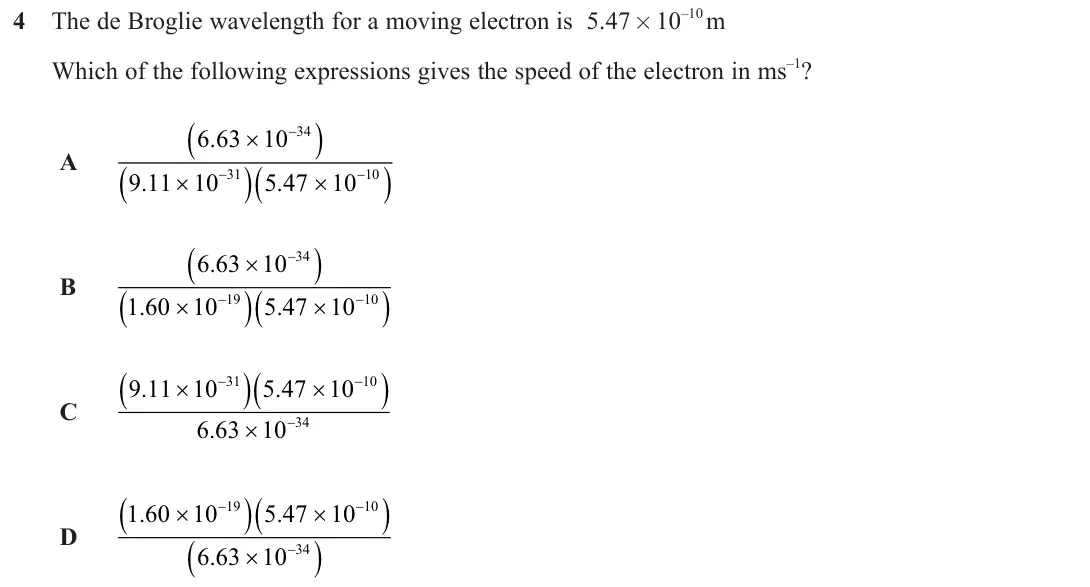 4 The de Broglie wavelength for a moving electron is 5.47 × 10⁻¹⁰ m
Which of the following expressions gives the speed of the electron in ms⁻¹?
(6.63 × 10⁻³⁴)
A
(9.11 × 10⁻³¹)(5.47 × 10⁻¹⁰)
(6.63 × 10⁻³⁴)
B
(1.60 × 10⁻¹⁹)(5.47 × 10⁻¹⁰)
(9.11 × 10⁻³¹)(5.47 × 10⁻¹⁰)
C
6.63 × 10⁻³⁴
(1.60 × 10⁻¹⁹)(5.47 × 10⁻¹⁰)
D
(6.63 × 10⁻³⁴)